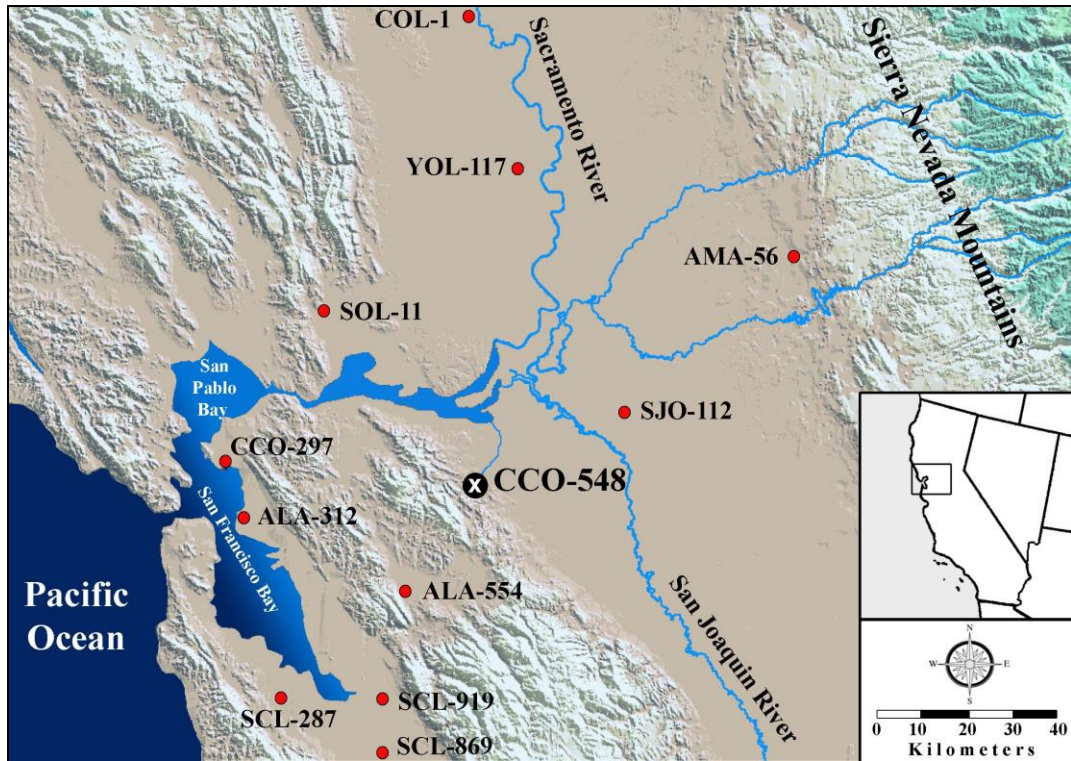 COL-1
Sacramento River
Sierra Nevada Mountains
YOL-117
AMA-56
SOL-11
San
Pablo
Bay
SJO-112
CCO-297
X
CCO-548
San Francisco Bay
ALA-312
Pacific
Ocean
ALA-554
San Joaquin River
SCL-919
SCL-287
SCL-869
N
W
E
S
0 10 20 30 40
Kilometers